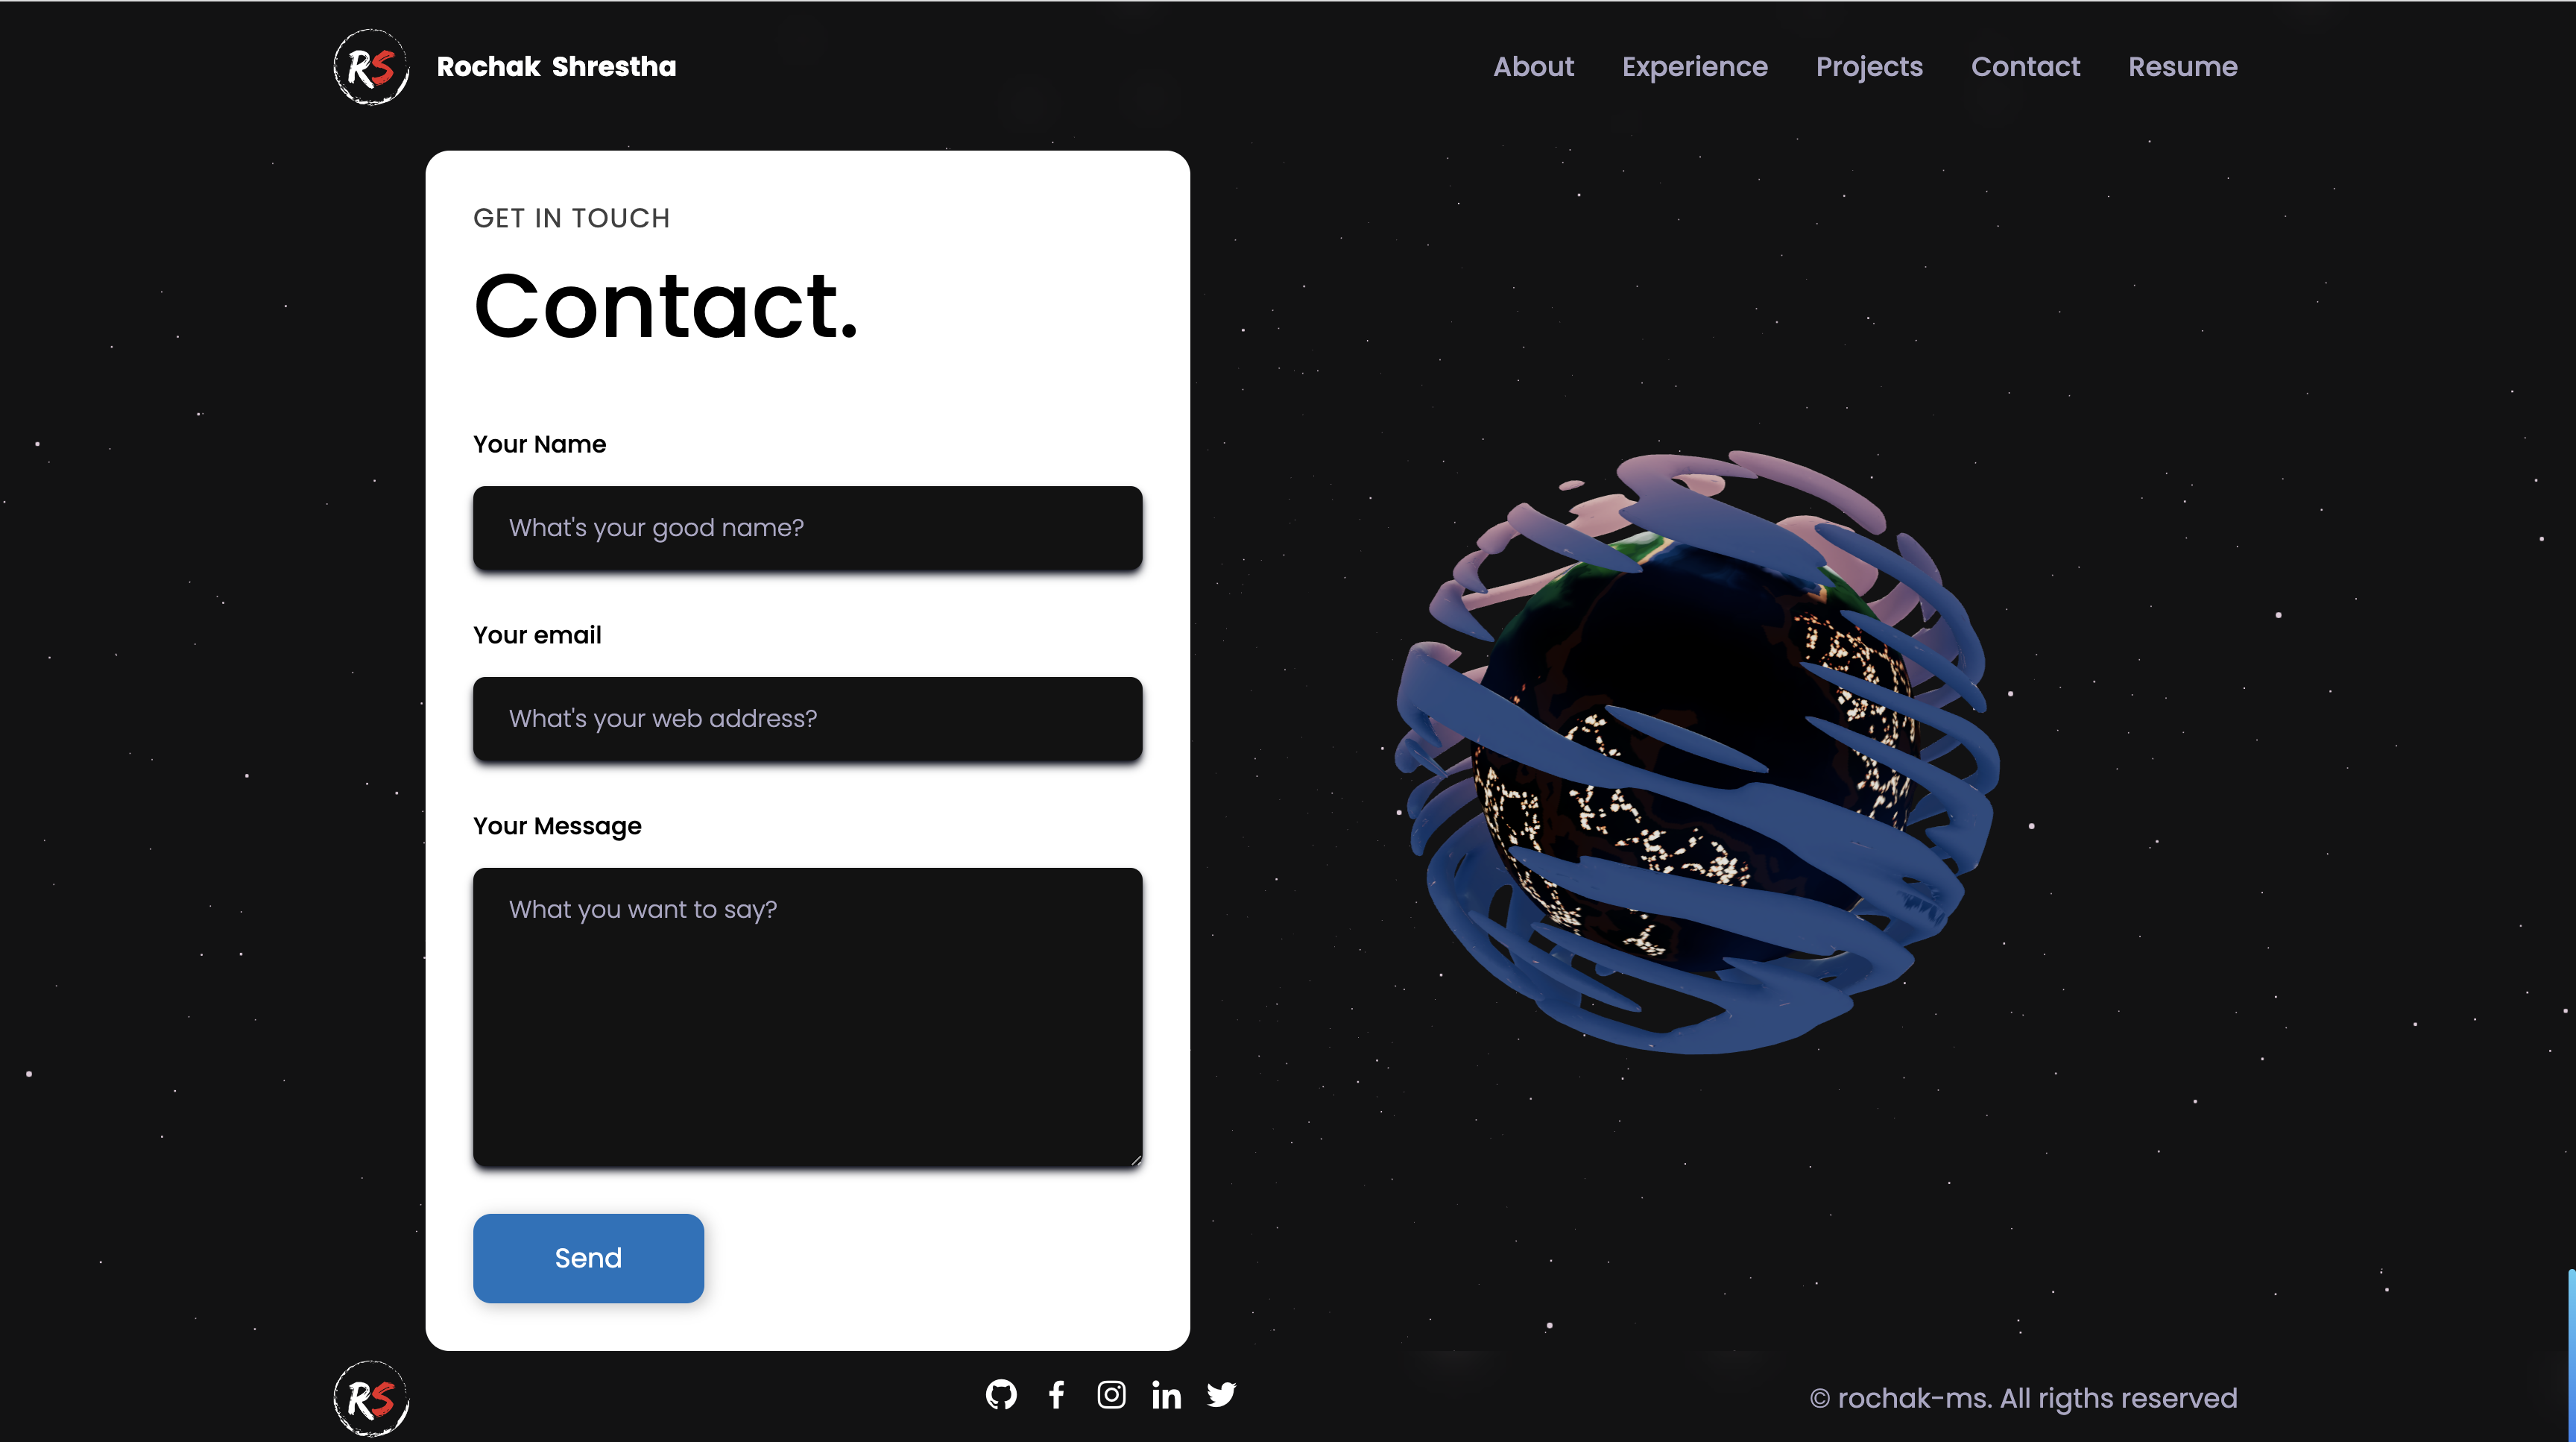 RS
Rochak Shrestha
About Experience Projects Contact Resume
GET IN TOUCH
Contact.
Your Name
What's your good name?
Your email
What's your web address?
Your Message
What you want to say?
Send
RS
© rochak-ms. All rigths reserved